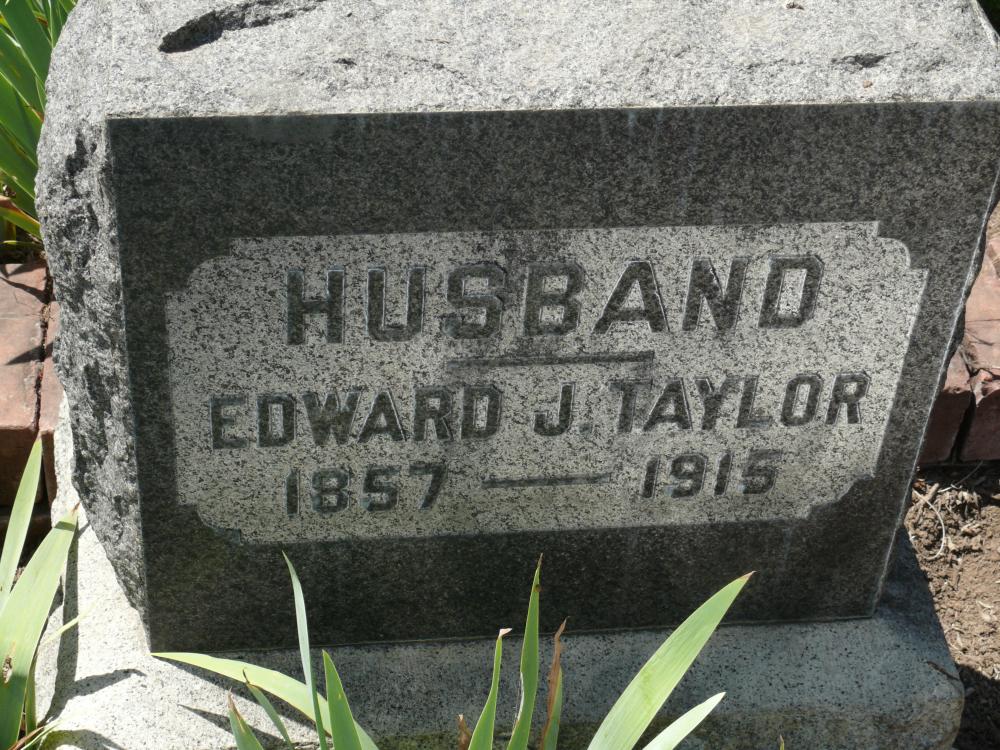 HUSBAND
EDWARD J. TAYLOR
1857 — 1915